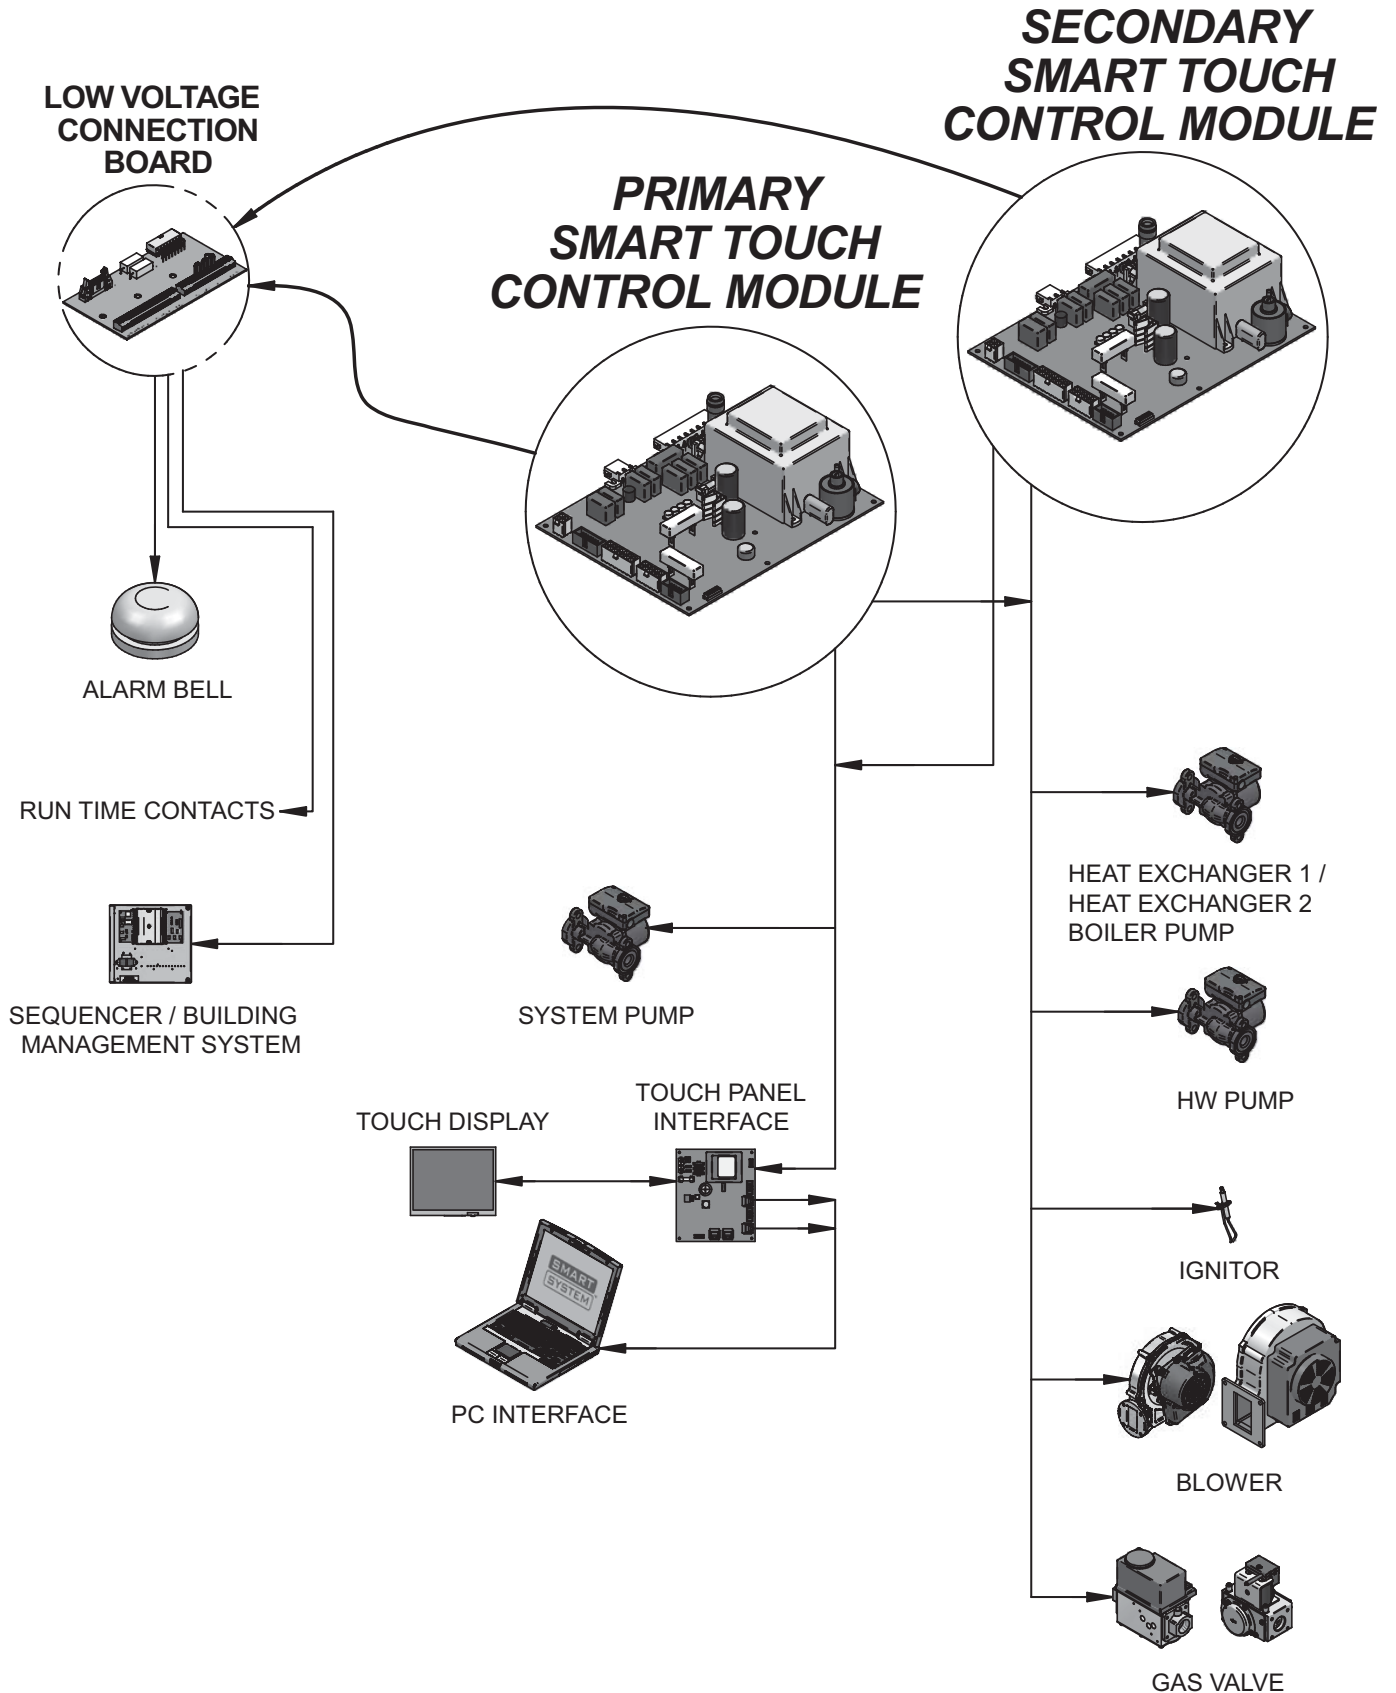 SECONDARY
SMART TOUCH
CONTROL MODULE
LOW VOLTAGE
CONNECTION
BOARD
PRIMARY
SMART TOUCH
CONTROL MODULE
ALARM BELL
RUN TIME CONTACTS
HEAT EXCHANGER 1 /
HEAT EXCHANGER 2
BOILER PUMP
SEQUENCER / BUILDING
MANAGEMENT SYSTEM
SYSTEM PUMP
HW PUMP
TOUCH DISPLAY
TOUCH PANEL
INTERFACE
SMART
SYSTEM
IGNITOR
PC INTERFACE
BLOWER
GAS VALVE